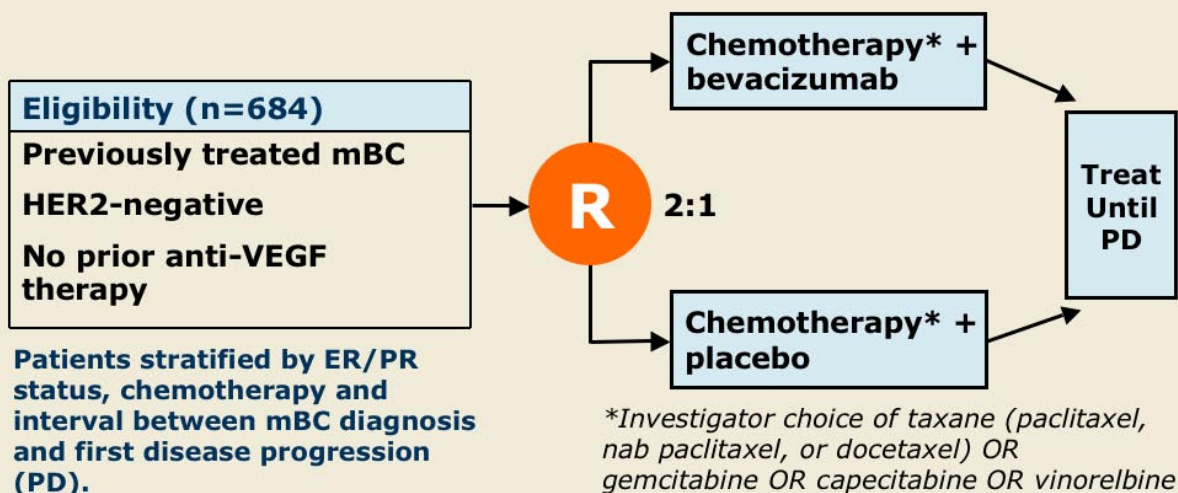 Eligibility (n=684)
Previously treated mBC
HER2-negative
No prior anti-VEGF
therapy
Patients stratified by ER/PR
status, chemotherapy and
interval between mBC diagnosis
and first disease progression
(PD).
R
2:1
Chemotherapy* +
bevacizumab
Chemotherapy* +
placebo
Treat
Until
PD
*Investigator choice of taxane (paclitaxel,
nab paclitaxel, or docetaxel) OR
gemcitabine OR capecitabine OR vinorelbine